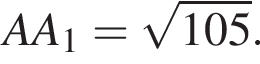 AA₁ = √105.